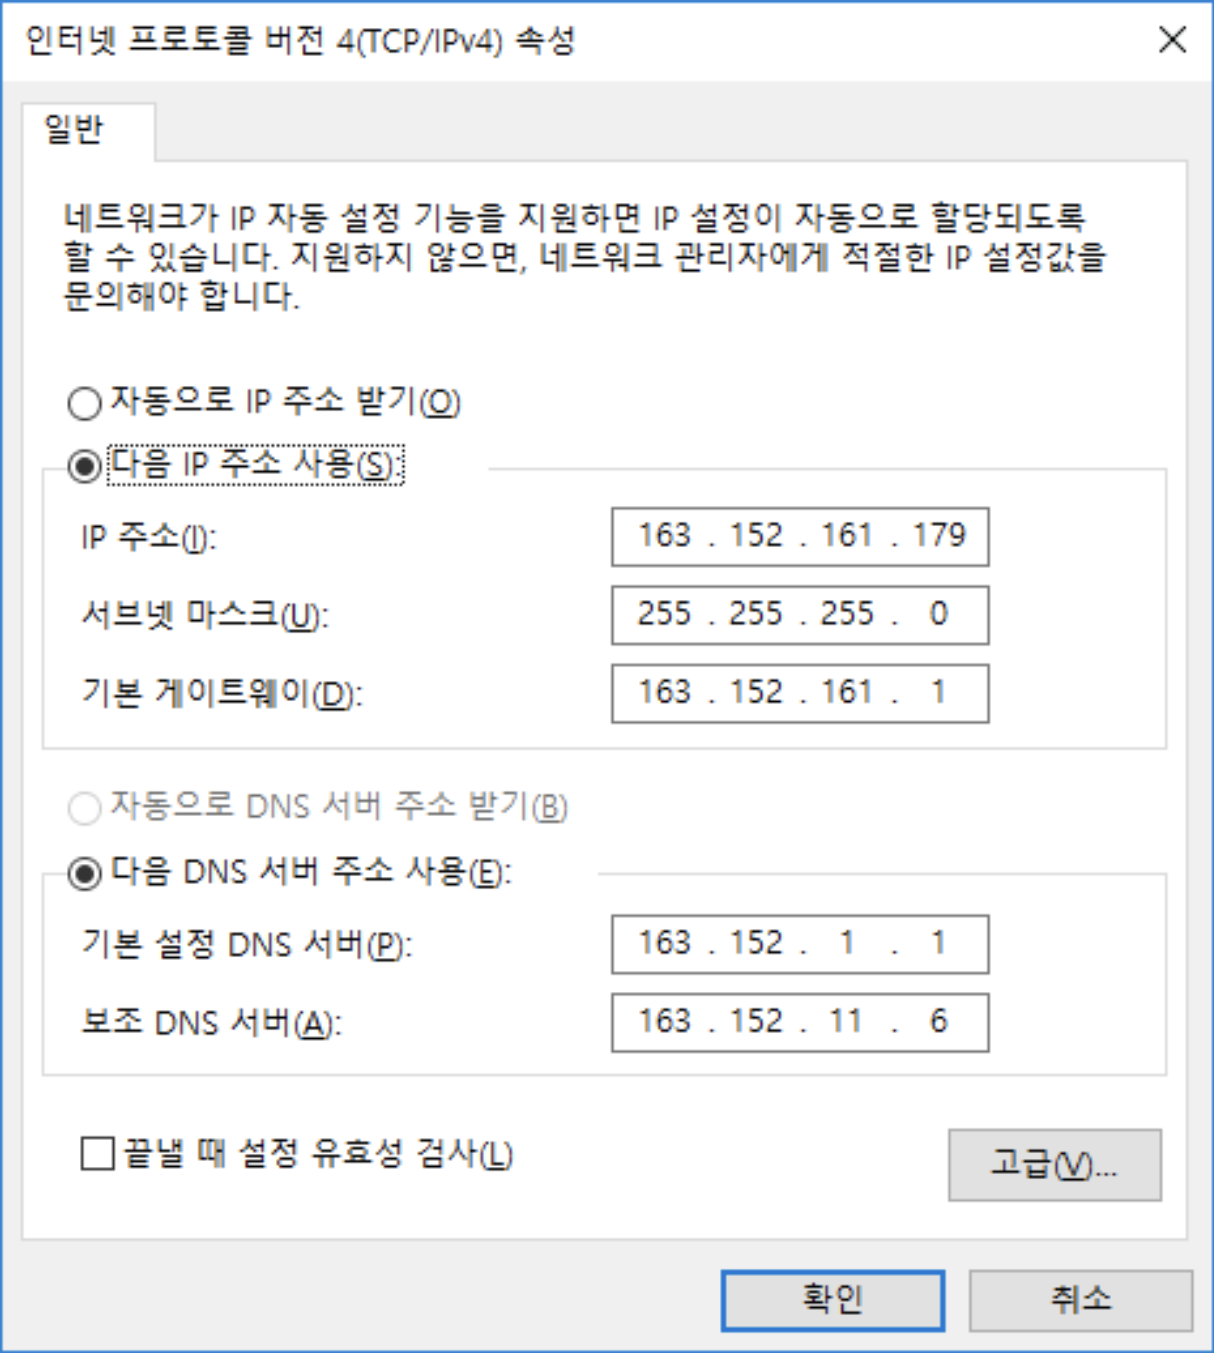 인터넷 프로토콜 버전 4(TCP/IPv4) 속성
일반
네트워크가 IP 자동 설정 기능을 지원하면 IP 설정이 자동으로 할당되도록
할 수 있습니다. 지원하지 않으면, 네트워크 관리자에게 적절한 IP 설정값을
문의해야 합니다.
자동으로 IP 주소 받기(O)
다음 IP 주소 사용(S):
IP 주소(I): 163 . 152 . 161 . 179
서브넷 마스크(U): 255 . 255 . 255 . 0
기본 게이트웨이(D): 163 . 152 . 161 . 1
자동으로 DNS 서버 주소 받기(B)
다음 DNS 서버 주소 사용(E):
기본 설정 DNS 서버(P): 163 . 152 . 1 . 1
보조 DNS 서버(A): 163 . 152 . 11 . 6
끝낼 때 설정 유효성 검사(L)
고급(V)...
확인 취소